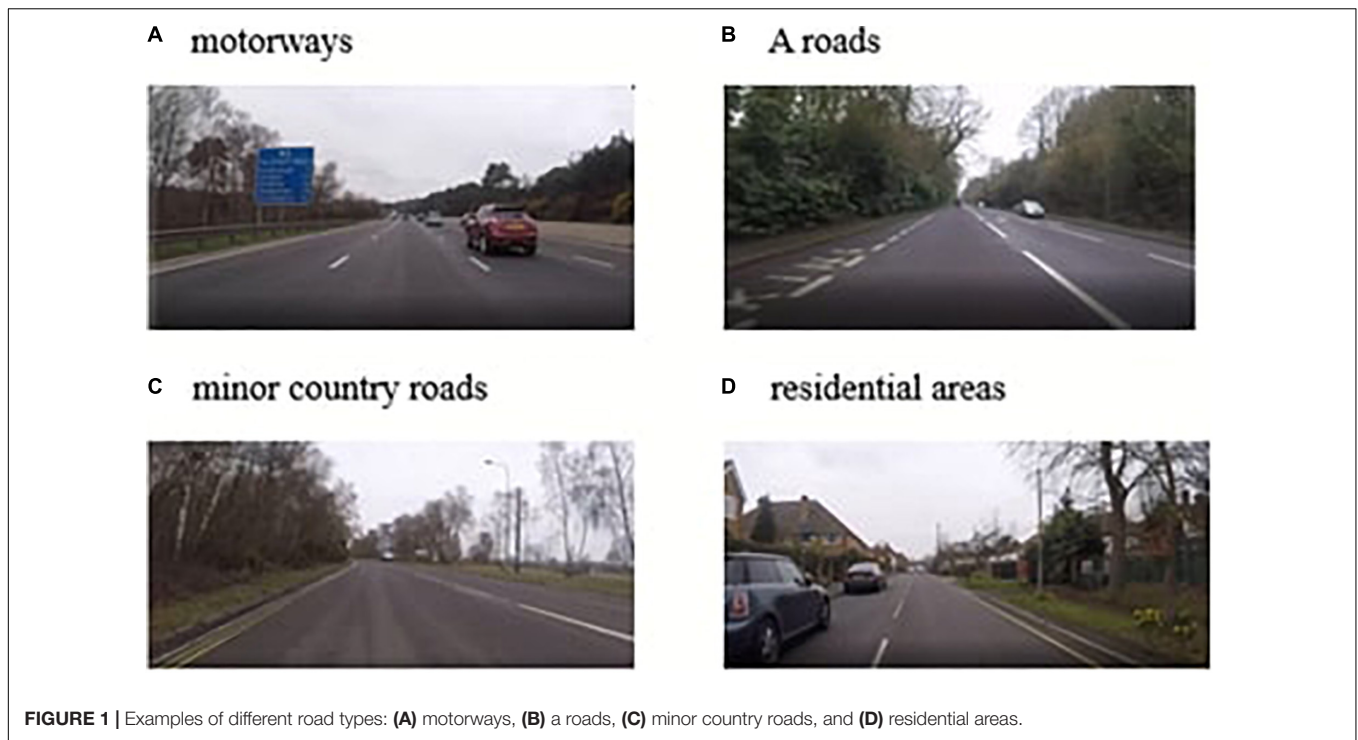 A motorways
B A roads
C minor country roads
D residential areas
FIGURE 1 | Examples of different road types: (A) motorways, (B) a roads, (C) minor country roads, and (D) residential areas.